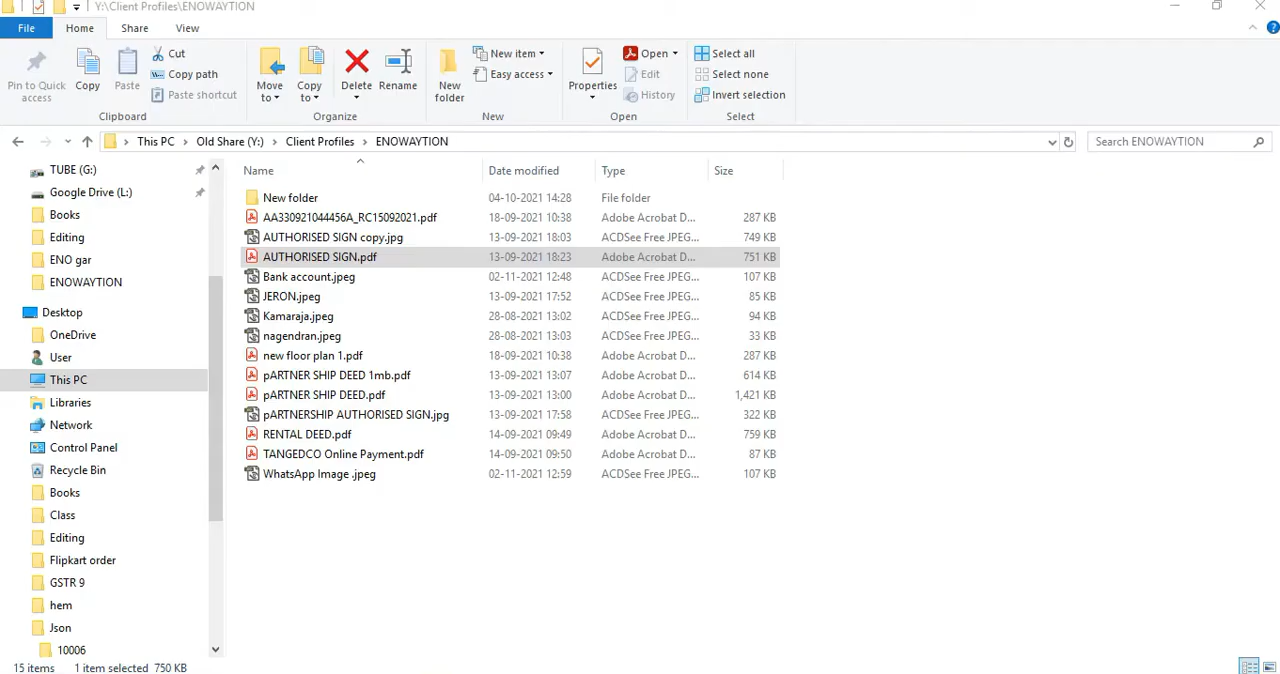 Y:\Client Profiles\ENOWAYTION
File Home Share View
Pin to Quick access
Copy
Paste
Cut
Copy path
Paste shortcut
Clipboard
Move to
Copy to
Delete
Rename
Organize
New folder
New item
Easy access
New
Properties
Open
Edit
History
Open
Select all
Select none
Invert selection
Select
This PC > Old Share (Y:) > Client Profiles > ENOWAYTION
Search ENOWAYTION
TUBE (G:)
Google Drive (L:)
Books
Editing
ENO gar
ENOWAYTION
Desktop
OneDrive
User
This PC
Libraries
Network
Control Panel
Recycle Bin
Books
Class
Editing
Flipkart order
GSTR 9
hem
Json
10006
Name Date modified Type Size
New folder 04-10-2021 14:28 File folder
AA330921044456A_RC15092021.pdf 18-09-2021 10:38 Adobe Acrobat D... 287 KB
AUTHORISED SIGN copy.jpg 13-09-2021 18:03 ACDSee Free JPEG... 749 KB
AUTHORISED SIGN.pdf 13-09-2021 18:23 Adobe Acrobat D... 751 KB
Bank account.jpeg 02-11-2021 12:48 ACDSee Free JPEG... 107 KB
JERON.jpeg 13-09-2021 17:52 ACDSee Free JPEG... 85 KB
Kamaraja.jpeg 28-08-2021 13:02 ACDSee Free JPEG... 94 KB
nagendran.jpeg 28-08-2021 13:03 ACDSee Free JPEG... 33 KB
new floor plan 1.pdf 18-09-2021 10:38 Adobe Acrobat D... 287 KB
pARTNER SHIP DEED 1mb.pdf 13-09-2021 13:07 Adobe Acrobat D... 614 KB
pARTNER SHIP DEED.pdf 13-09-2021 13:00 Adobe Acrobat D... 1,421 KB
pARTNERSHIP AUTHORISED SIGN.jpg 13-09-2021 17:58 ACDSee Free JPEG... 322 KB
RENTAL DEED.pdf 14-09-2021 09:49 Adobe Acrobat D... 759 KB
TANGEDCO Online Payment.pdf 14-09-2021 09:50 Adobe Acrobat D... 87 KB
WhatsApp Image .jpeg 02-11-2021 12:59 ACDSee Free JPEG... 107 KB
15 items 1 item selected 750 KB